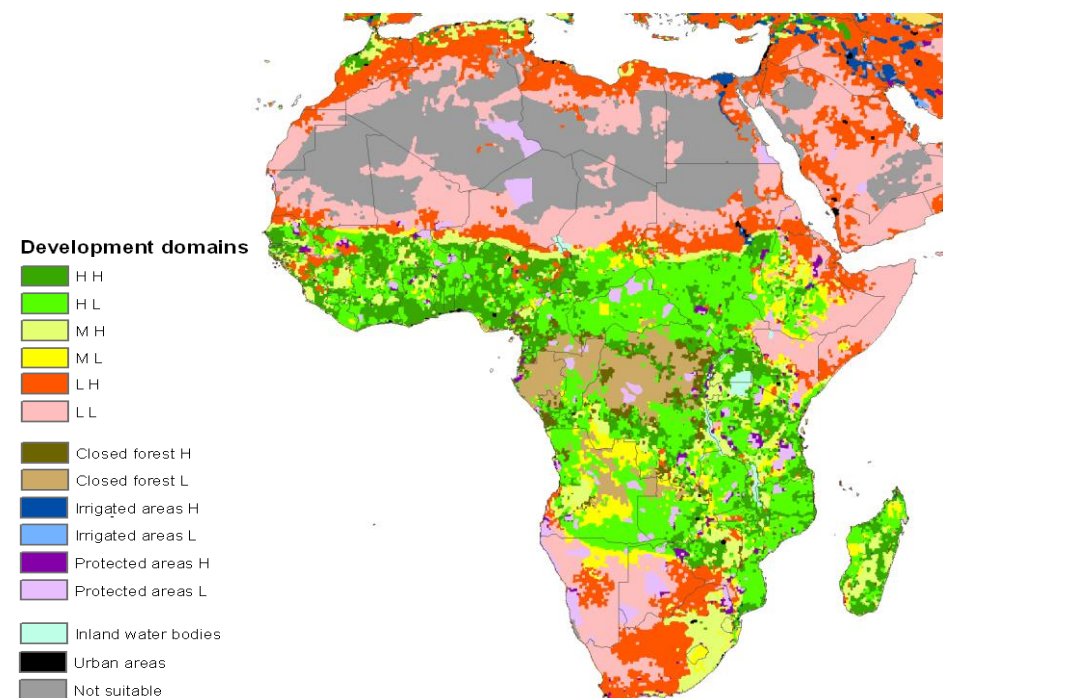 Development domains
H H
H L
M H
M L
L H
L L
Closed forest H
Closed forest L
Irrigated areas H
Irrigated areas L
Protected areas H
Protected areas L
Inland water bodies
Urban areas
Not suitable